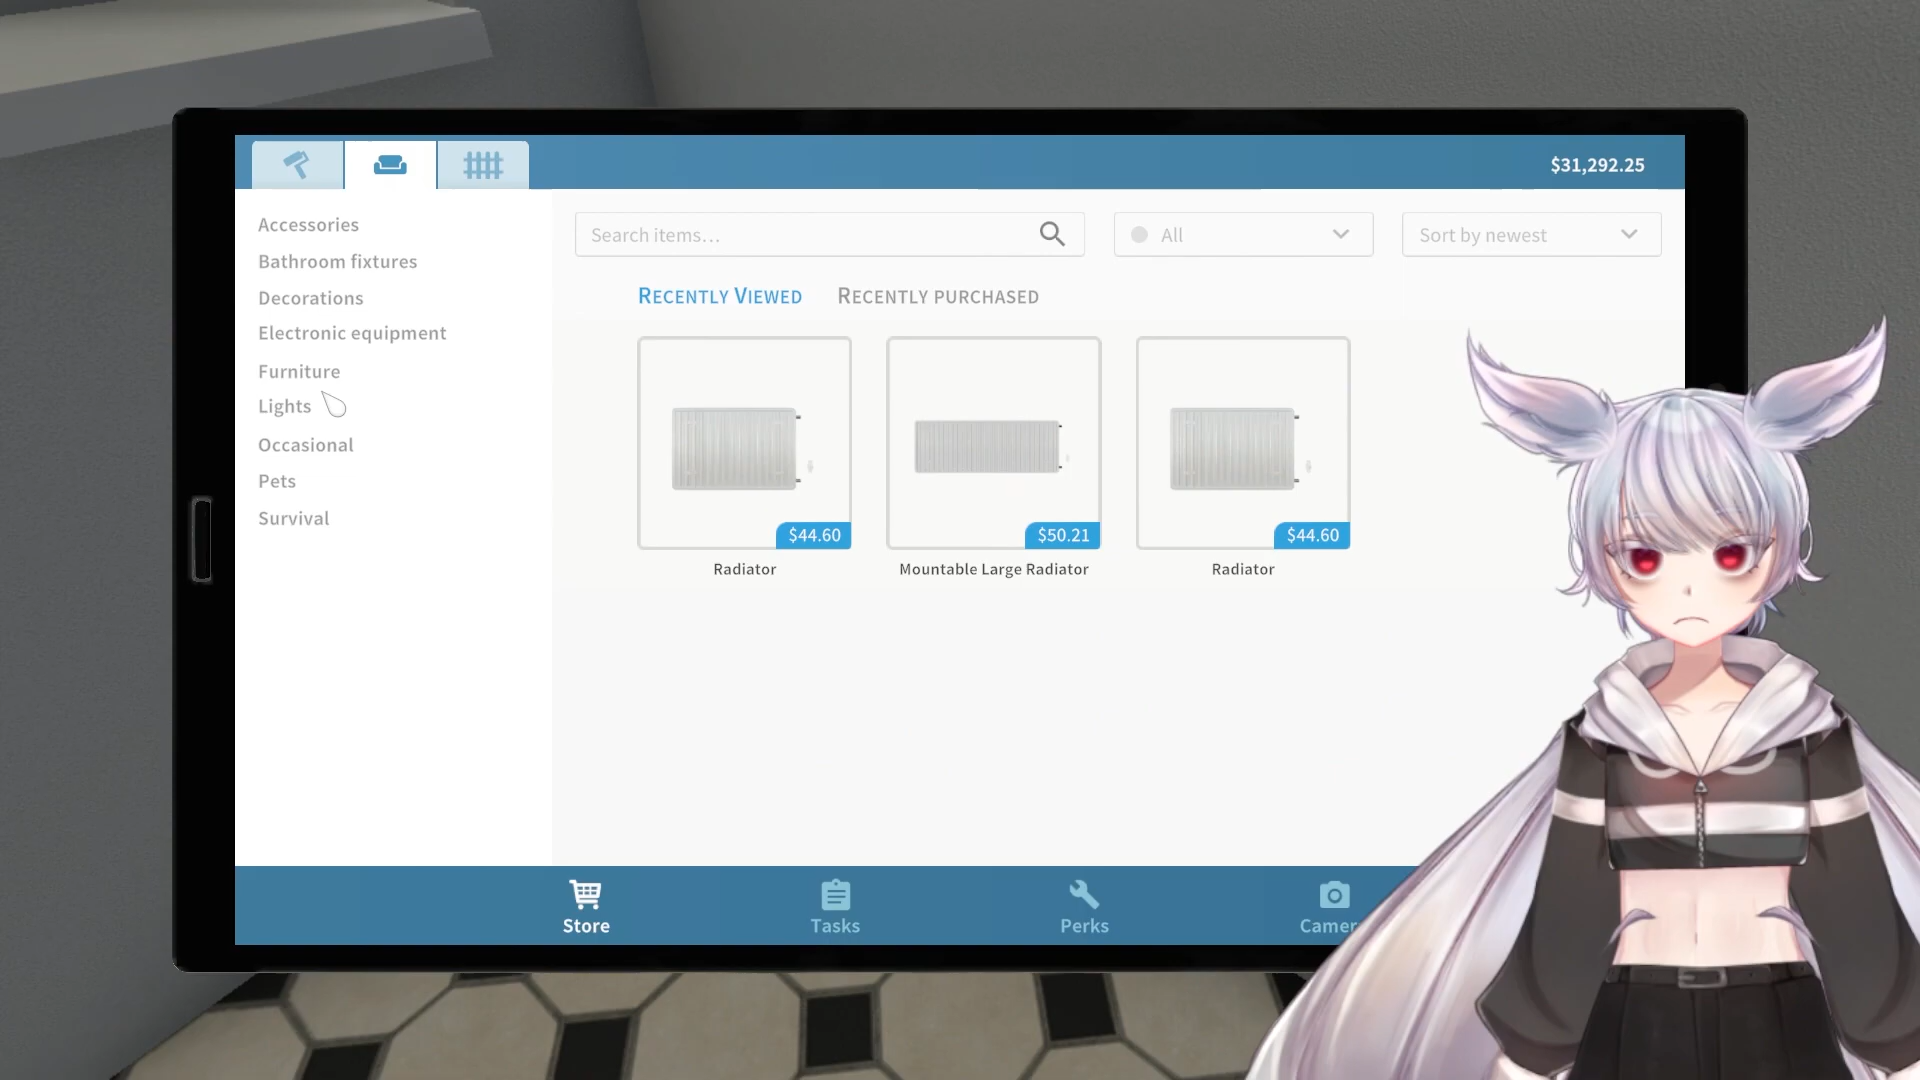 $31,292.25
Accessories
Bathroom fixtures
Decorations
Electronic equipment
Furniture
Lights
Occasional
Pets
Survival
Search items...
All
Sort by newest
RECENTLY VIEWED
RECENTLY PURCHASED
$44.60
$50.21
$44.60
Radiator
Mountable Large Radiator
Radiator
Store
Tasks
Perks
Camer